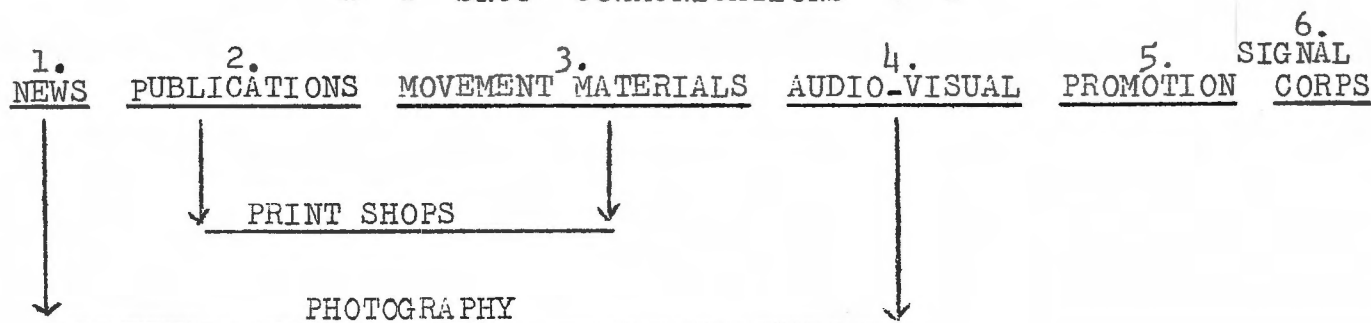 1. 2. 3. 4. 5. 6.
NEWS PUBLICATIONS MOVEMENT MATERIALS AUDIO-VISUAL PROMOTION SIGNAL CORPS
PRINT SHOPS
PHOTOGRAPHY